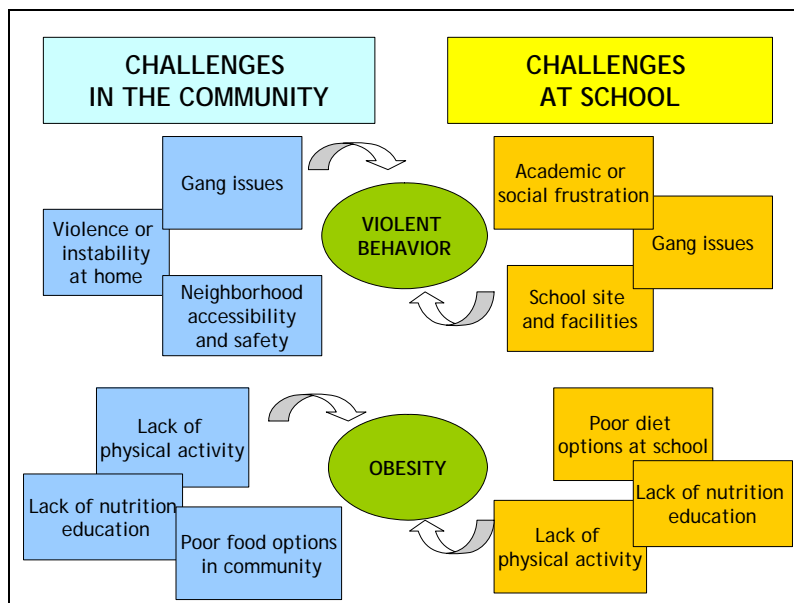 CHALLENGES
IN THE COMMUNITY
CHALLENGES
AT SCHOOL
Gang issues
Violence or
instability
at home
Neighborhood
accessibility
and safety
VIOLENT
BEHAVIOR
Academic or
social frustration
Gang issues
School site
and facilities
Lack of
physical activity
Lack of nutrition
education
Poor food options
in community
OBESITY
Poor diet
options at school
Lack of nutrition
education
Lack of
physical activity